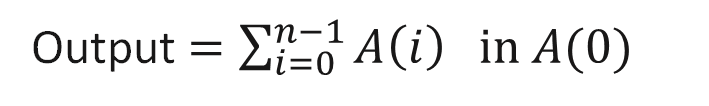 Output = ∑_{i=0}^{n−1} A(i) in A(0)